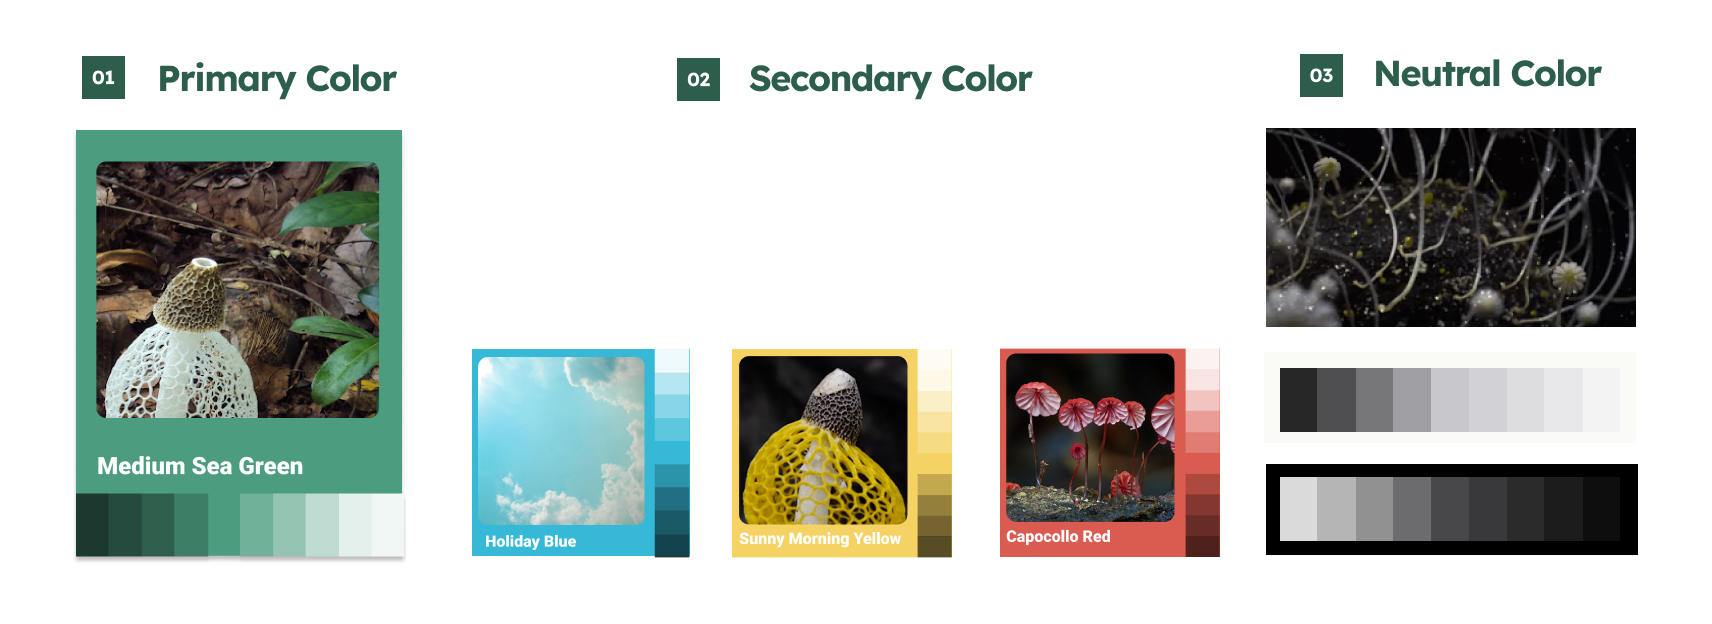 01
Primary Color
02
Secondary Color
03
Neutral Color
Medium Sea Green
Holiday Blue
Sunny Morning Yellow
Capocollo Red